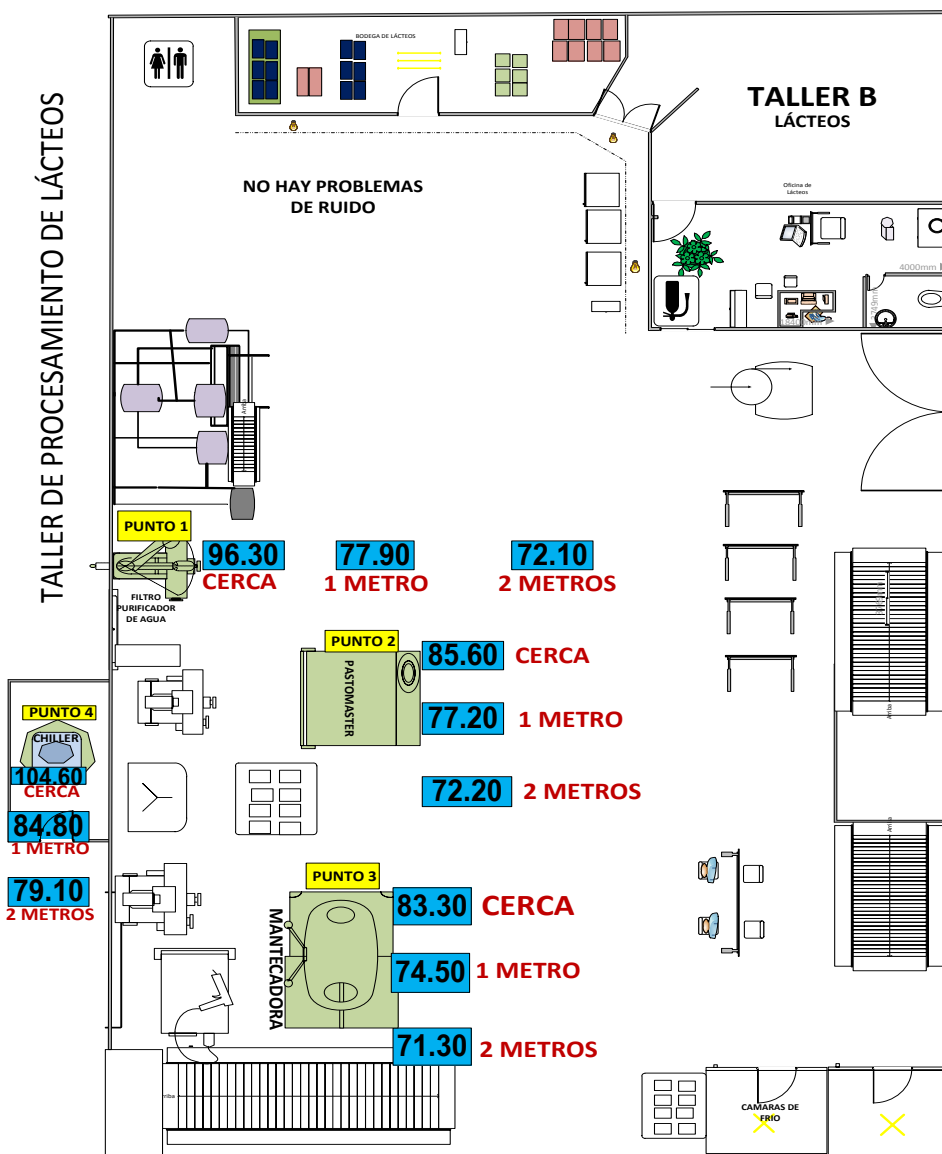 BODEGA DE LÁCTEOS
TALLER B
LÁCTEOS
TALLER DE PROCESAMIENTO DE LÁCTEOS
NO HAY PROBLEMAS
DE RUIDO
Oficina de
Lácteos
4000mm
Arriba
PUNTO 1
96.30
CERCA
77.90
1 METRO
72.10
2 METROS
FILTRO
PURIFICADOR
DE AGUA
PUNTO 2
PASTOMASTER
85.60 CERCA
77.20 1 METRO
72.20 2 METROS
PUNTO 4
CHILLER
104.60
CERCA
84.80
1 METRO
79.10
2 METROS
Arriba
Arriba
PUNTO 3
MANTECADORA
83.30 CERCA
74.50 1 METRO
71.30 2 METROS
Arriba
CAMARAS DE
FRIO